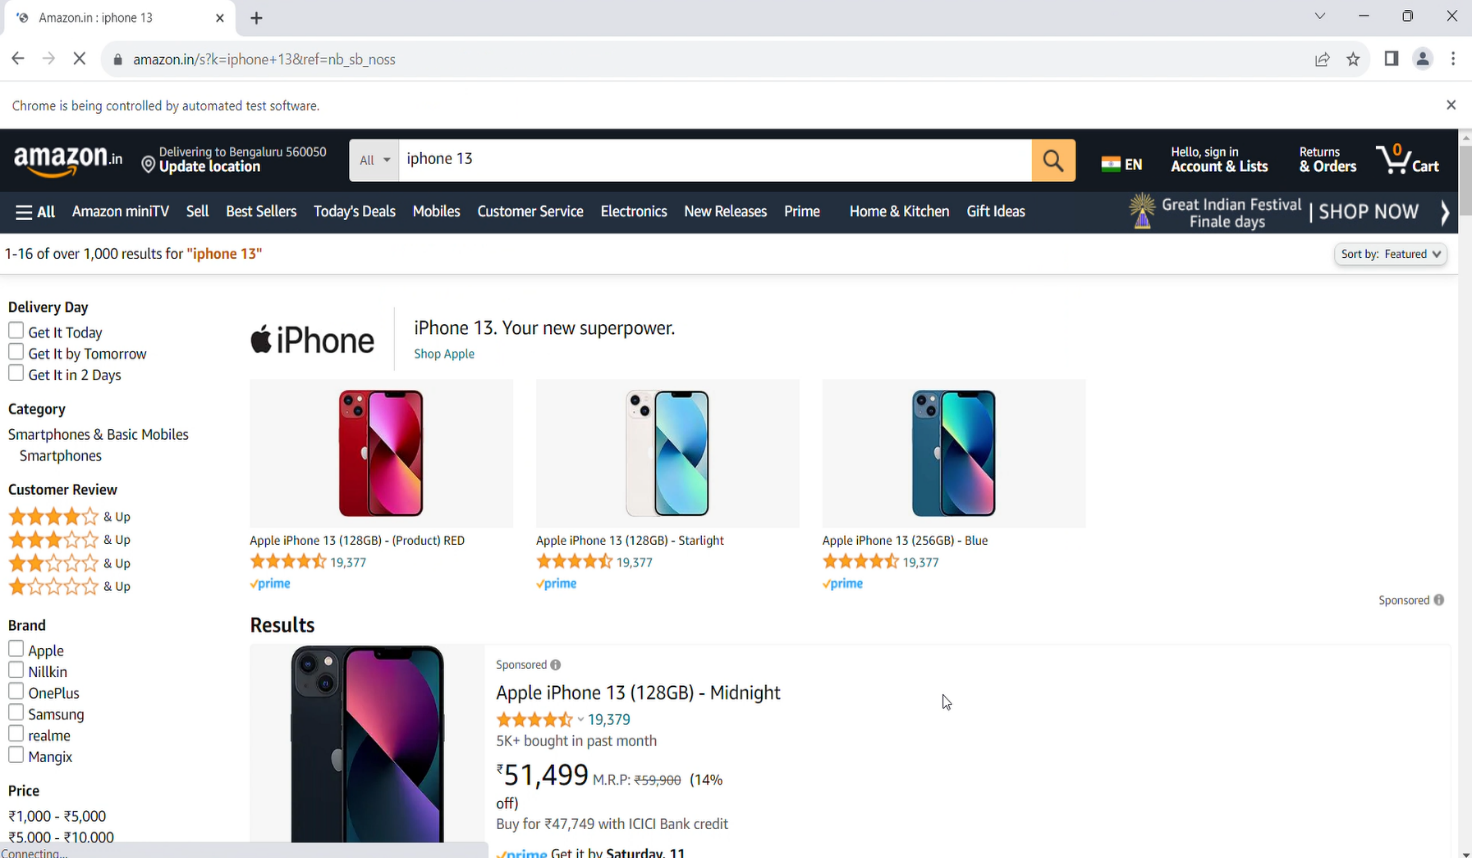 Amazon.in : iphone 13
amazon.in/s?k=iphone+13&ref=nb_sb_noss
Chrome is being controlled by automated test software.
amazon.in
Delivering to Bengaluru 560050
Update location
All
iphone 13
EN
Hello, sign in
Account & Lists
Returns
& Orders
0
Cart
All
Amazon miniTV
Sell
Best Sellers
Today's Deals
Mobiles
Customer Service
Electronics
New Releases
Prime
Home & Kitchen
Gift Ideas
Great Indian Festival
Finale days
| SHOP NOW
1-16 of over 1,000 results for "iphone 13"
Sort by: Featured
Delivery Day
Get It Today
Get It by Tomorrow
Get It in 2 Days
Category
Smartphones & Basic Mobiles
Smartphones
Customer Review
& Up
& Up
& Up
& Up
Brand
Apple
Nillkin
OnePlus
Samsung
realme
Mangix
Price
₹1,000 - ₹5,000
₹5,000 - ₹10,000
Connecting...
iPhone
iPhone 13. Your new superpower.
Shop Apple
Apple iPhone 13 (128GB) - (Product) RED
19,377
prime
Apple iPhone 13 (128GB) - Starlight
19,377
prime
Apple iPhone 13 (256GB) - Blue
19,377
prime
Sponsored
Results
Sponsored
Apple iPhone 13 (128GB) - Midnight
19,379
5K+ bought in past month
₹51,499 M.R.P: ₹59,900 (14%
off)
Buy for ₹47,749 with ICICI Bank credit
prime Get it by Saturday, 11